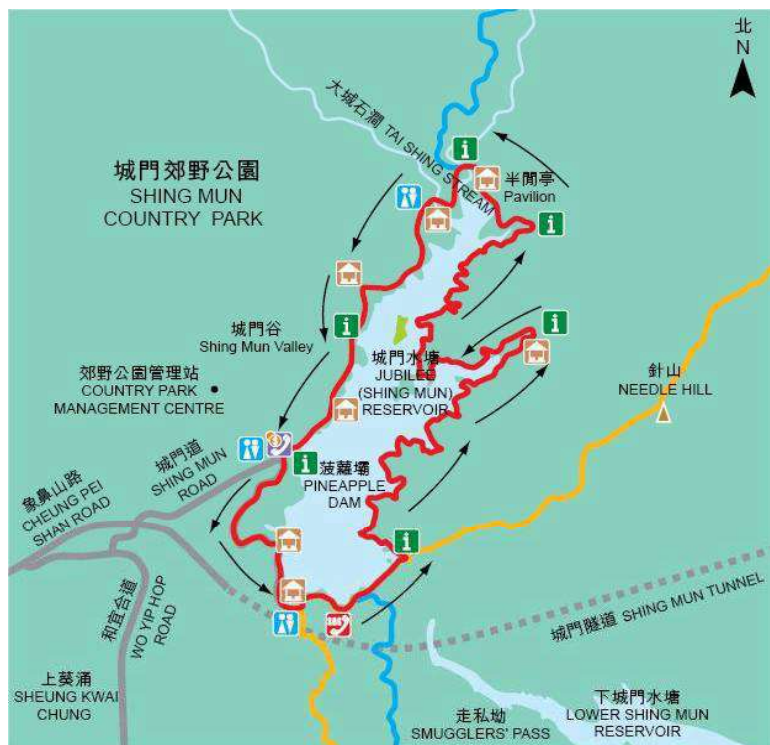 北
N
大城石澗 TAI SHING STREAM
城門郊野公園
SHING MUN
COUNTRY PARK
半閒亭
Pavilion
城門谷
Shing Mun Valley
城門水塘
JUBILEE
(SHING MUN)
RESERVOIR
針山
NEEDLE HILL
郊野公園管理站
COUNTRY PARK
MANAGEMENT CENTRE
城門道
SHING MUN
ROAD
菠蘿壩
PINEAPPLE
DAM
象鼻山路
CHEUNG PEI
SHAN ROAD
和宜合道
WO YIP HOP
ROAD
SOS
城門隧道 SHING MUN TUNNEL
上葵涌
SHEUNG KWAI
CHUNG
走私坳
SMUGGLERS' PASS
下城門水塘
LOWER SHING MUN
RESERVOIR